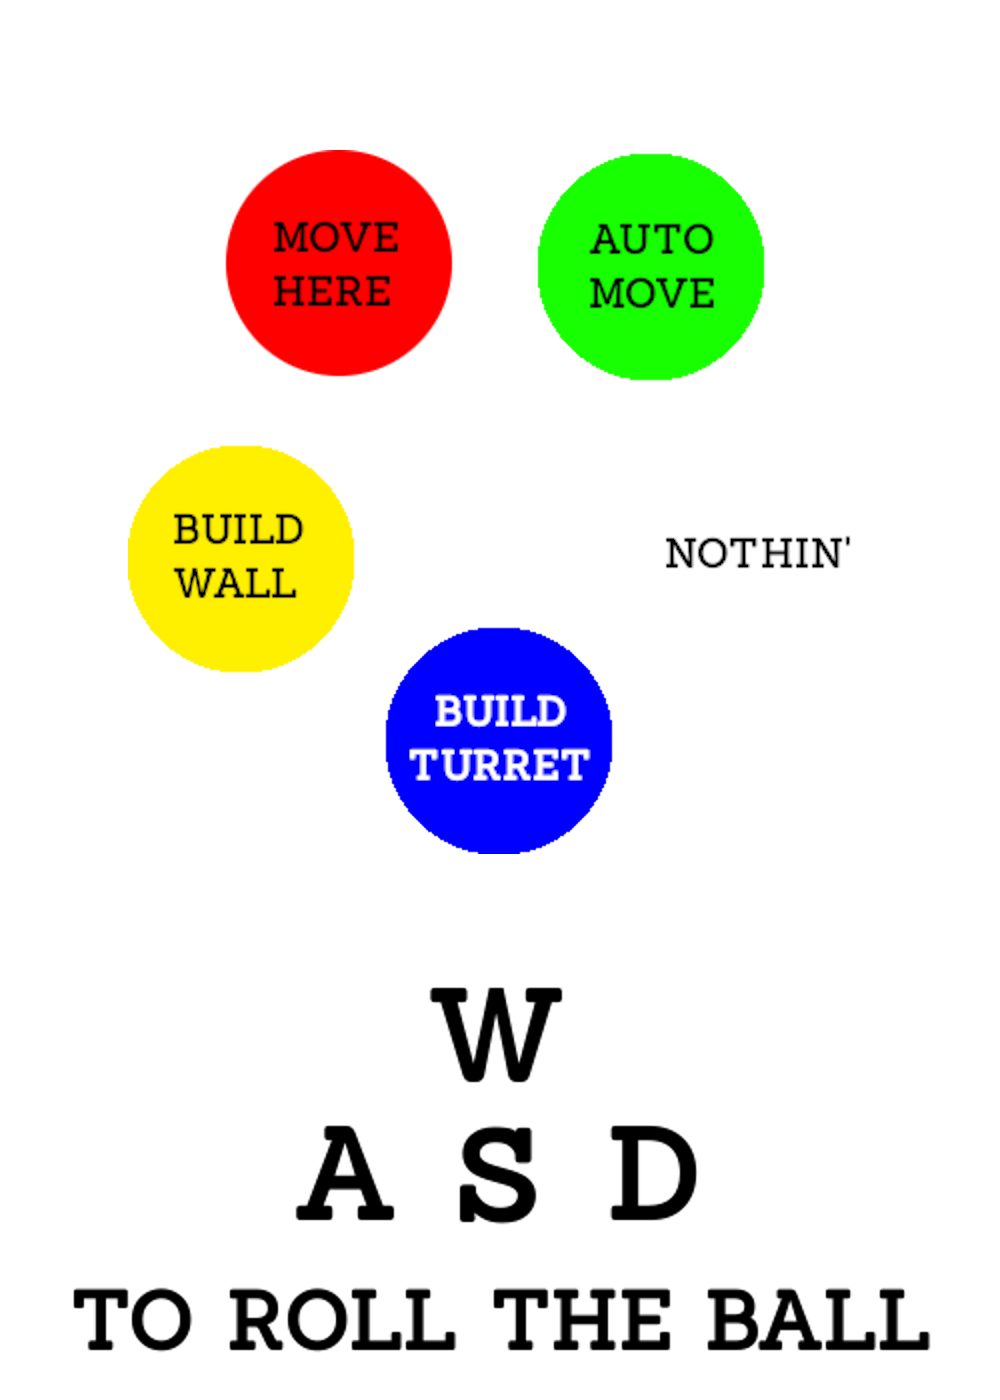 MOVE
HERE
AUTO
MOVE
BUILD
WALL
NOTHIN'
BUILD
TURRET
W
A S D
TO ROLL THE BALL